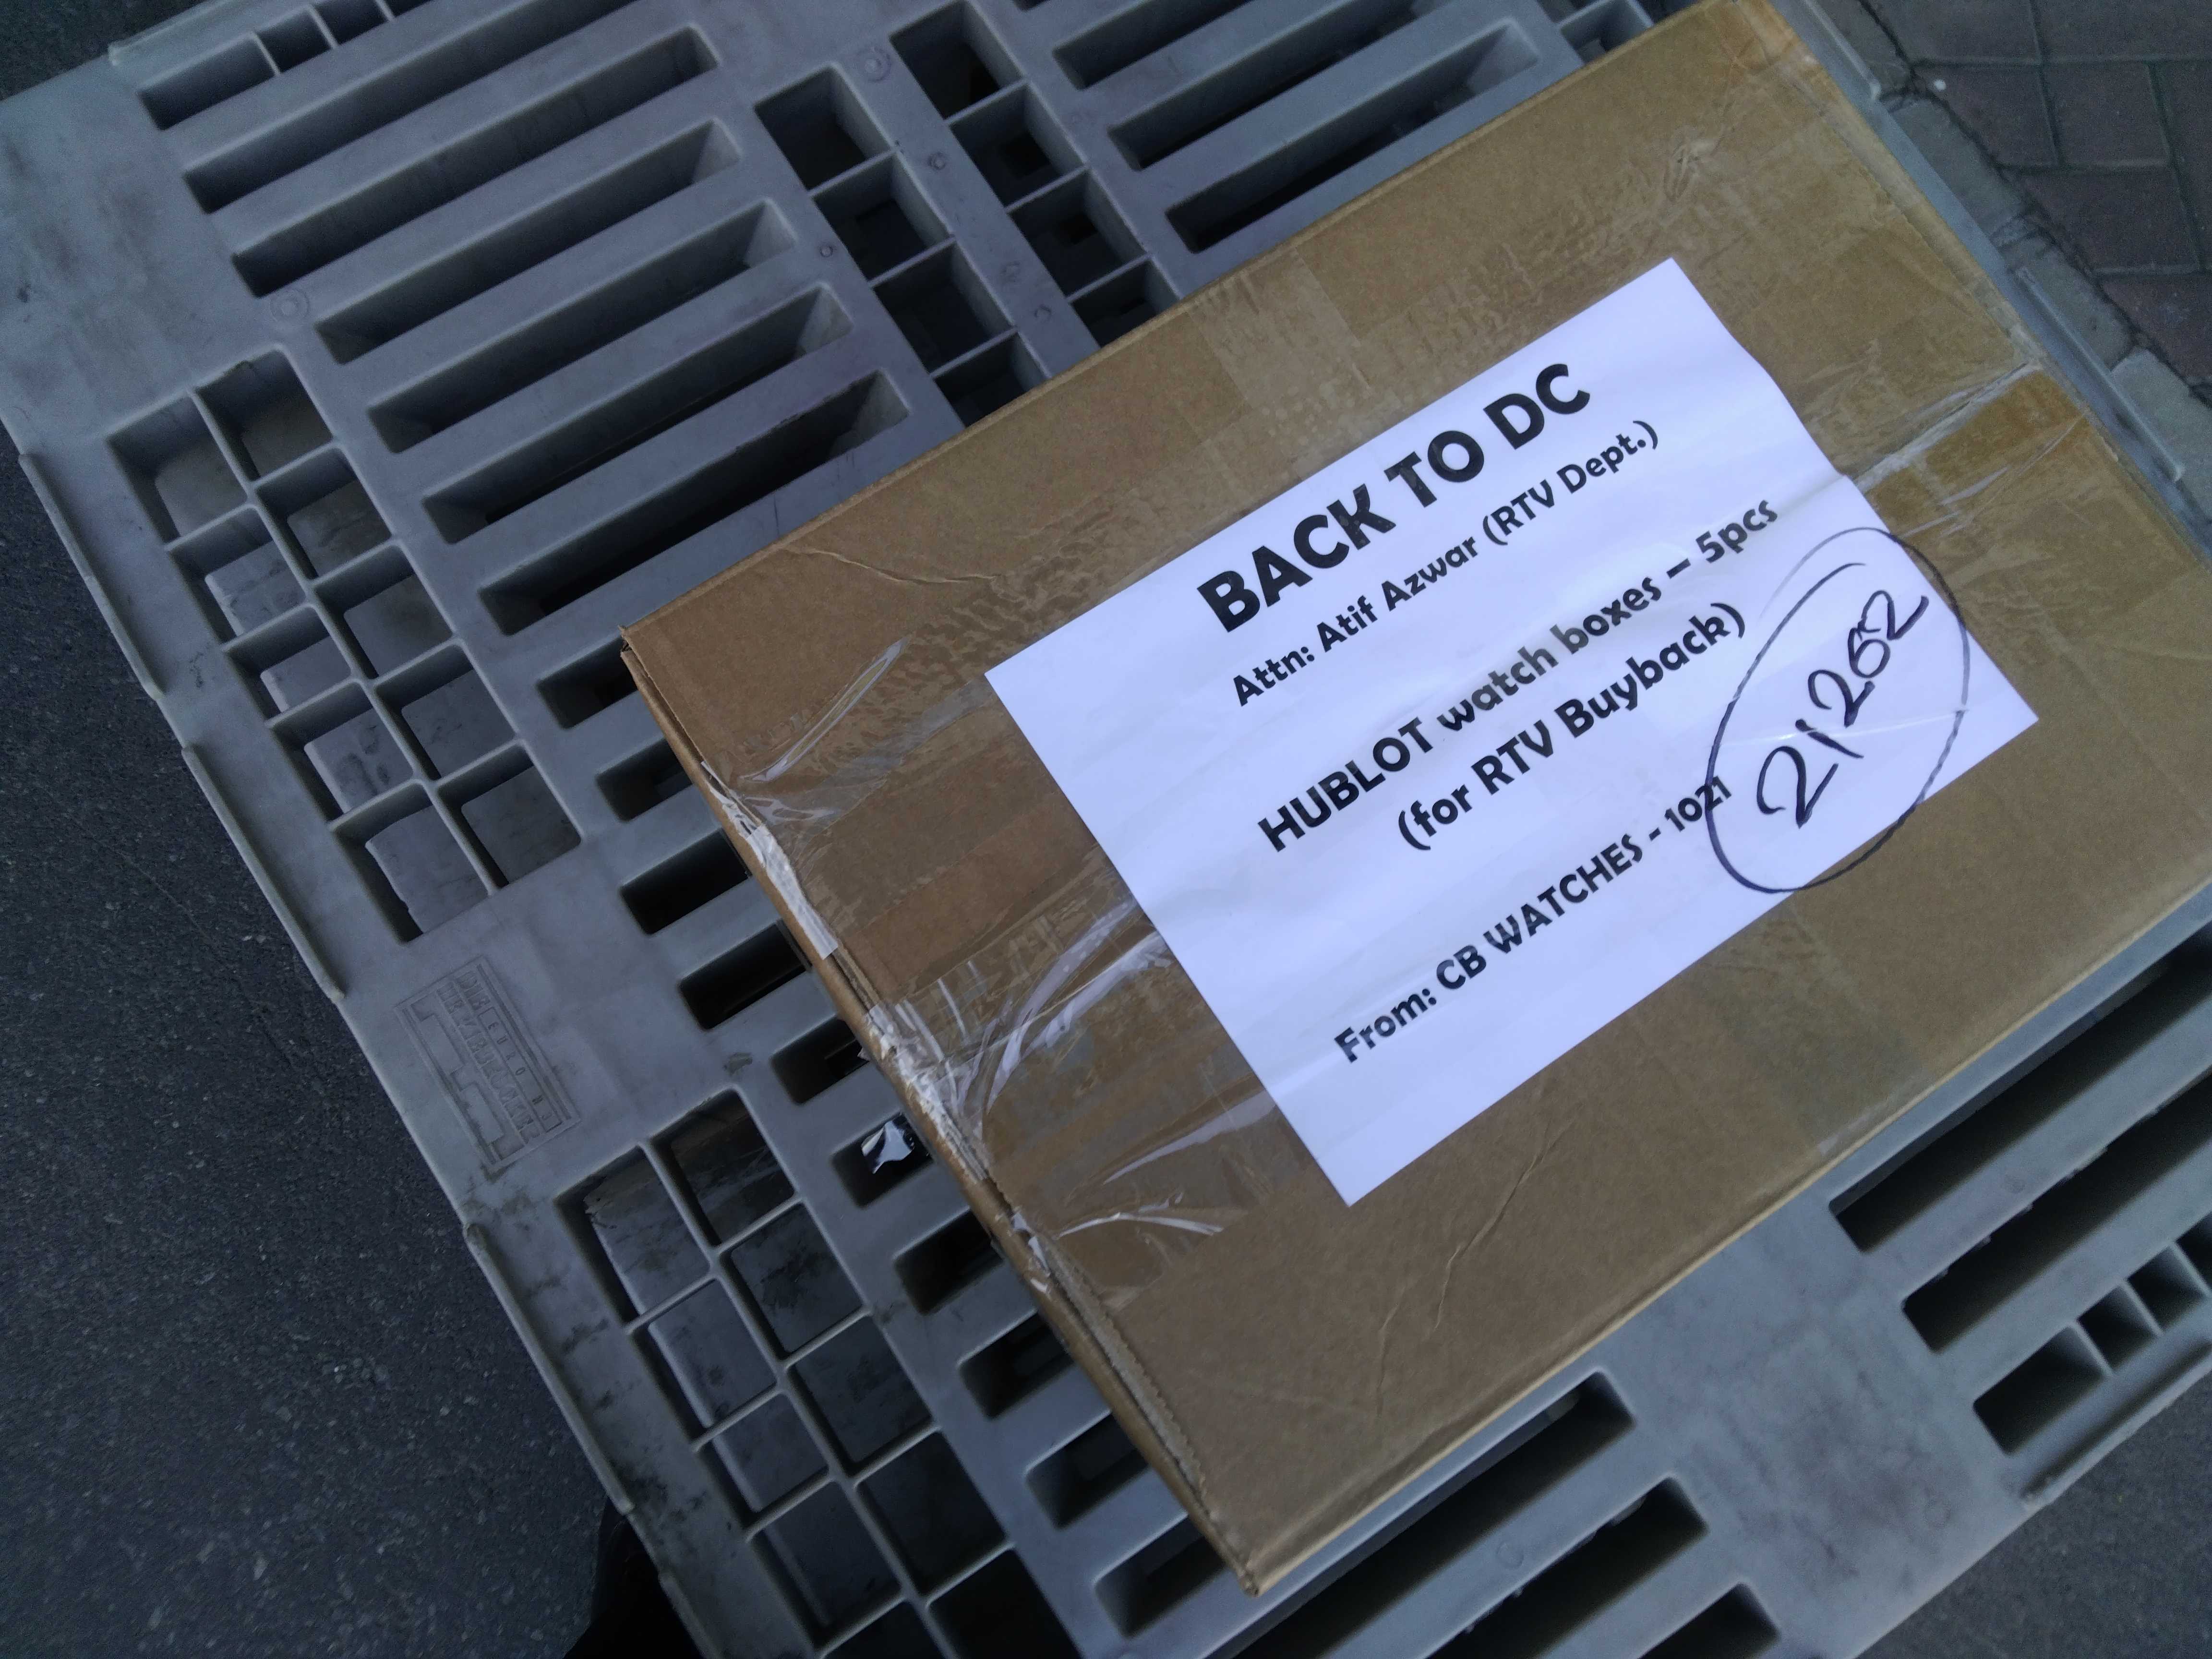 BACK TO DC
Attn: Atif Azwar (RTV Dept.)
HUBLOT watch boxes – 5pcs
(for RTV Buyback)
From: CB WATCHES - 1021